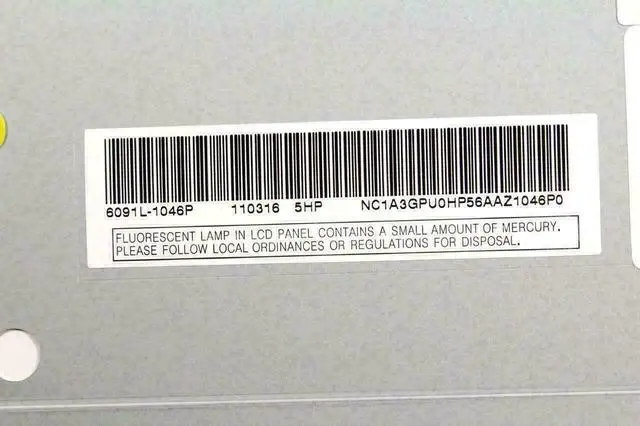 6091L-1046P 110316 5HP NC1A3GPU0HP56AAZ1046P0
FLUORESCENT LAMP IN LCD PANEL CONTAINS A SMALL AMOUNT OF MERCURY.
PLEASE FOLLOW LOCAL ORDINANCES OR REGULATIONS FOR DISPOSAL.